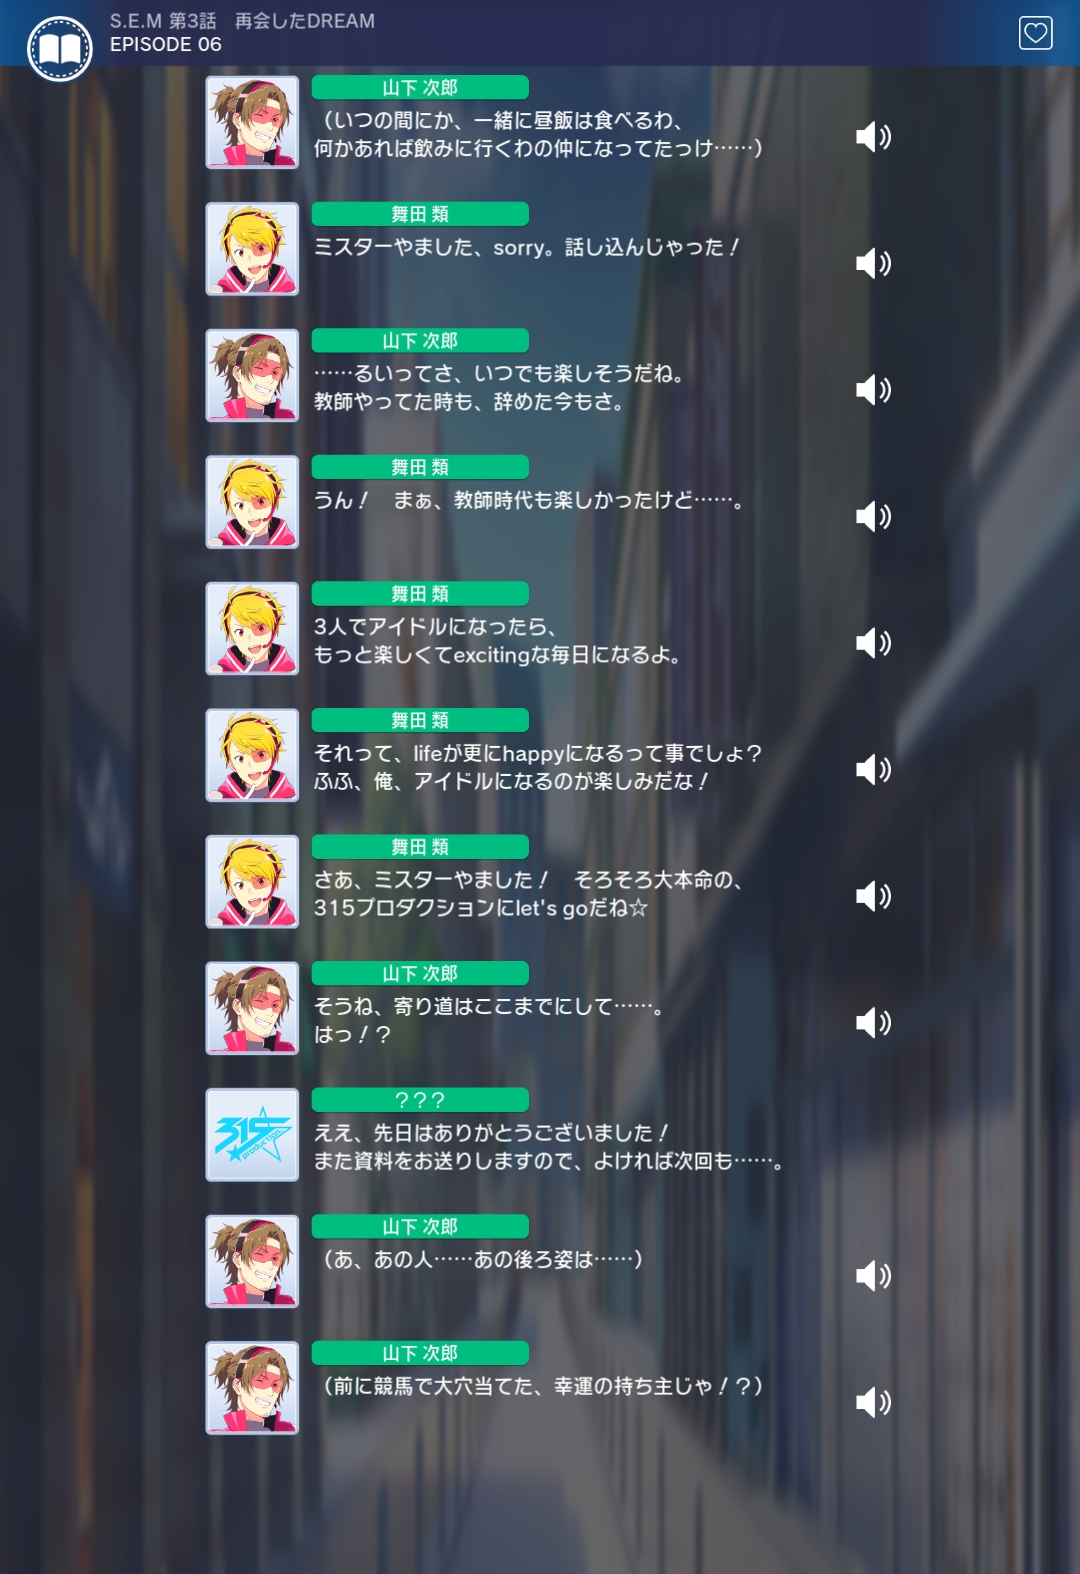 S.E.M 第3話　再会したDREAM
EPISODE 06
山下 次郎
（いつの間にか、一緒に昼飯は食べるわ、
何かあれば飲みに行くわの仲になってたっけ……）
舞田 類
ミスターやました、sorry。話し込んじゃった！
山下 次郎
……るいってさ、いつでも楽しそうだね。
教師やってた時も、辞めた今もさ。
舞田 類
うん！　まぁ、教師時代も楽しかったけど……。
舞田 類
3人でアイドルになったら、
もっと楽しくてexcitingな毎日になるよ。
舞田 類
それって、lifeが更にhappyになるって事でしょ？
ふふ、俺、アイドルになるのが楽しみだな！
舞田 類
さあ、ミスターやました！　そろそろ大本命の、
315プロダクションにlet's goだね☆
山下 次郎
そうね、寄り道はここまでにして……。
はっ！？
？？？
315 production
ええ、先日はありがとうございました！
また資料をお送りしますので、よければ次回も……。
山下 次郎
（あ、あの人……あの後ろ姿は……）
山下 次郎
（前に競馬で大穴当てた、幸運の持ち主じゃ！？）